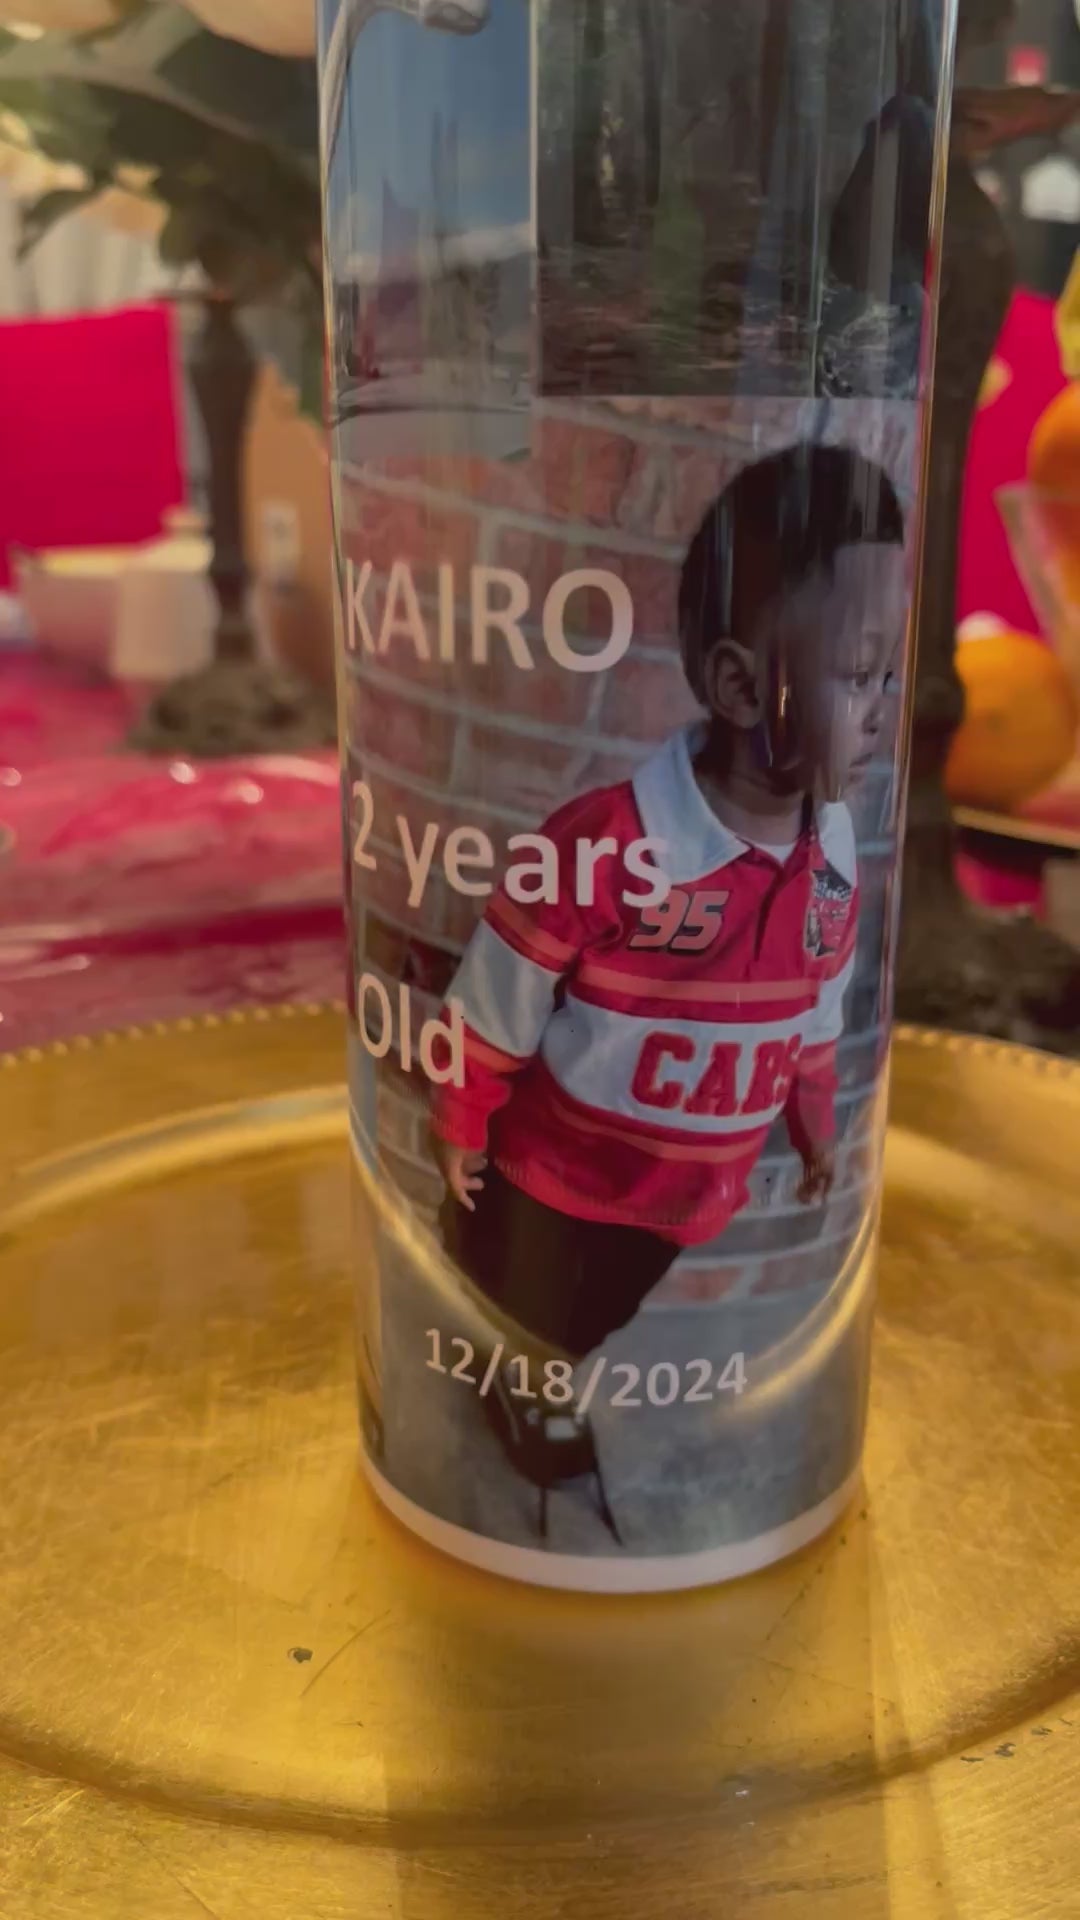 KAIRO
2 years
95
Old
CARS
12/18/2024